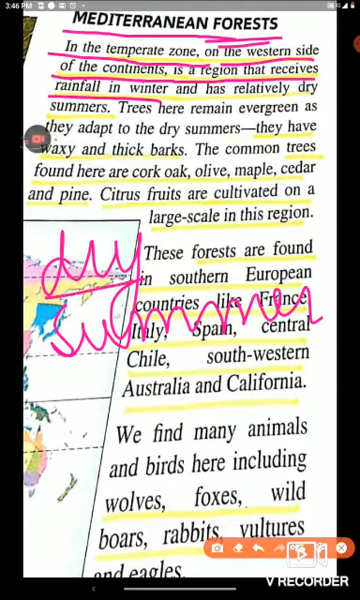 3:46 PM
84
MEDITERRANEAN FORESTS
In the temperate zone, on the western side
of the continents, is a region that receives
rainfall in winter and has relatively dry
summers. Trees here remain evergreen as
they adapt to the dry summers—they have
waxy and thick barks. The common trees
found here are cork oak, olive, maple, cedar
and pine. Citrus fruits are cultivated on a
large-scale in this region.
dry
summer
These forests are found
in southern European
countries like France
Italy, Spain, central
Chile, south-western
Australia and California.
We find many animals
and birds here including
wolves, foxes, wild
boars, rabbits, vultures
and eagles.
V RECORDER